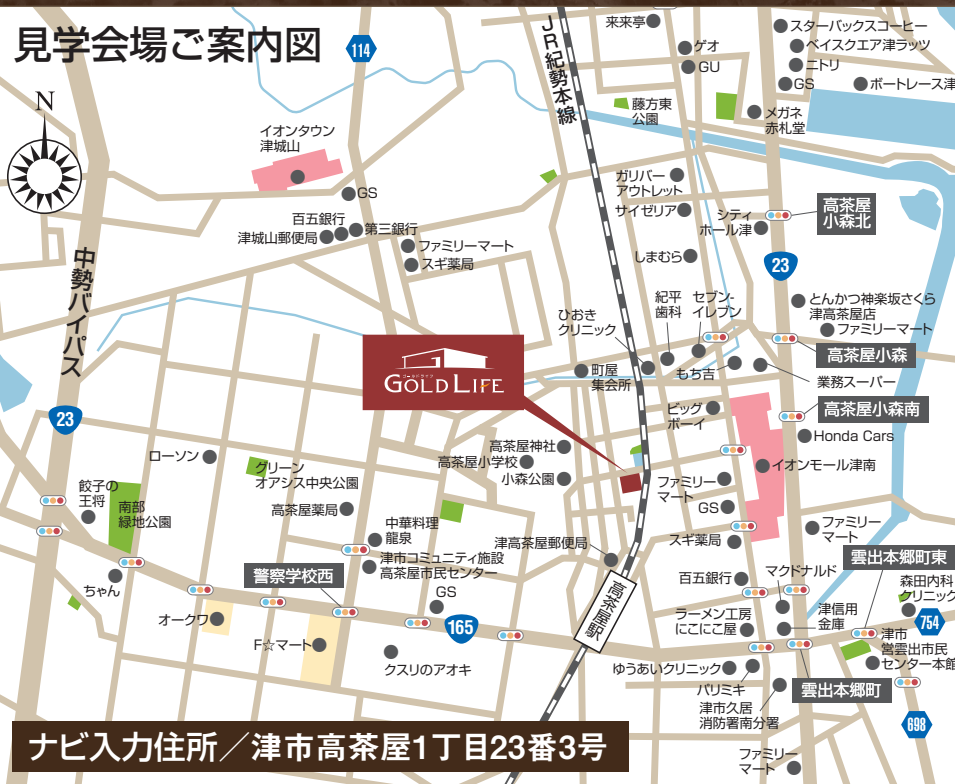 見学会場ご案内図
114
来来亭
ゲオ
GU
スターバックスコーヒー
ベイスクエア津ラッツ
ニトリ
GS
ボートレース津
JR紀勢本線
藤方東
公園
メガネ
赤札堂
N
イオンタウン
津城山
GS
百五銀行
津城山郵便局
第三銀行
ファミリーマート
スギ薬局
ガリバー
アウトレット
サイゼリア
シティ
ホール津
高茶屋
小森北
しまむら
23
中勢バイパス
ひおき
クリニック
紀平
歯科
セブン-
イレブン
とんかつ神楽坂さくら
津高茶屋店
ファミリーマート
高茶屋小森
GOLD LIFE
町屋
集会所
もち吉
業務スーパー
高茶屋小森南
23
ビッグ
ボーイ
Honda Cars
ローソン
高茶屋神社
高茶屋小学校
小森公園
イオンモール津南
グリーン
オアシス中央公園
餃子の
王将
南部
緑地公園
高茶屋薬局
ファミリー
マート
GS
中華料理
龍泉
津高茶屋郵便局
スギ薬局
ファミリー
マート
津市コミュニティ施設
高茶屋市民センター
雲出本郷町東
警察学校西
ちゃん
高茶屋駅
百五銀行
マクドナルド
森田内科
クリニック
GS
オークワ
165
ラーメン工房
にこにこ屋
津信用
金庫
754
F☆マート
津市
営雲出市民
センター本館
クスリのアオキ
ゆうあいクリニック
パリミキ
雲出本郷町
津市久居
消防署南分署
698
ファミリー
マート
ナビ入力住所／津市高茶屋1丁目23番3号